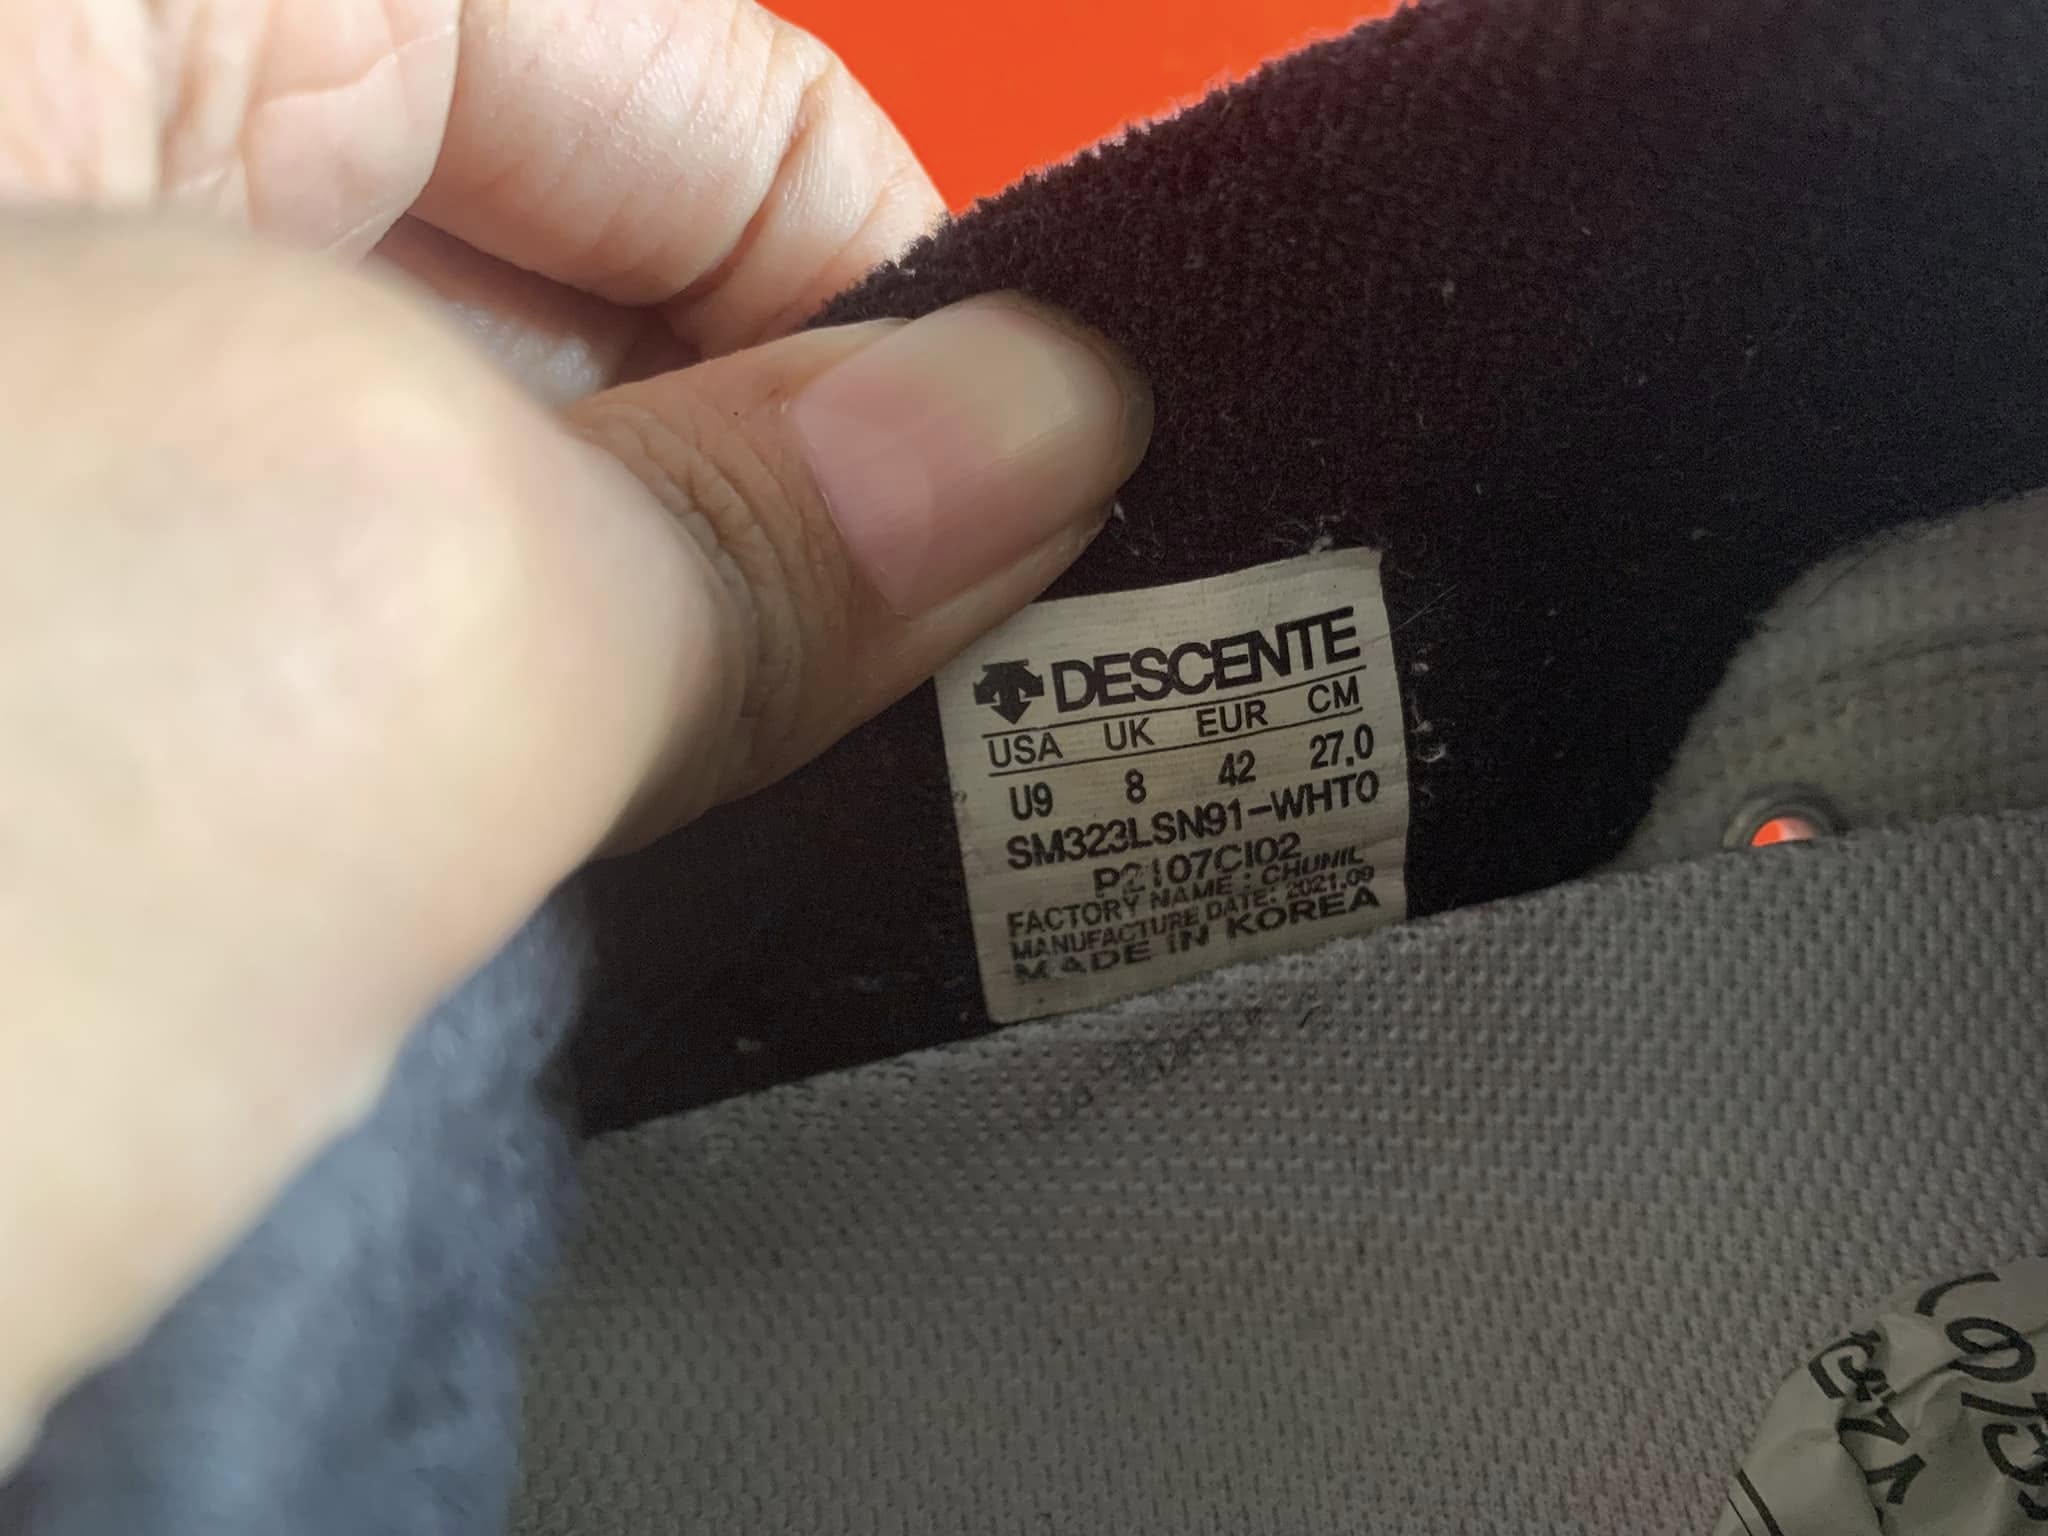 DESCENTE
USA UK EUR CM
U9 8 42 27.0
SM323LSN91-WHT0
P2107CI02
FACTORY NAME: CHUNIL
MANUFACTURE DATE: 2021.09
MADE IN KOREA